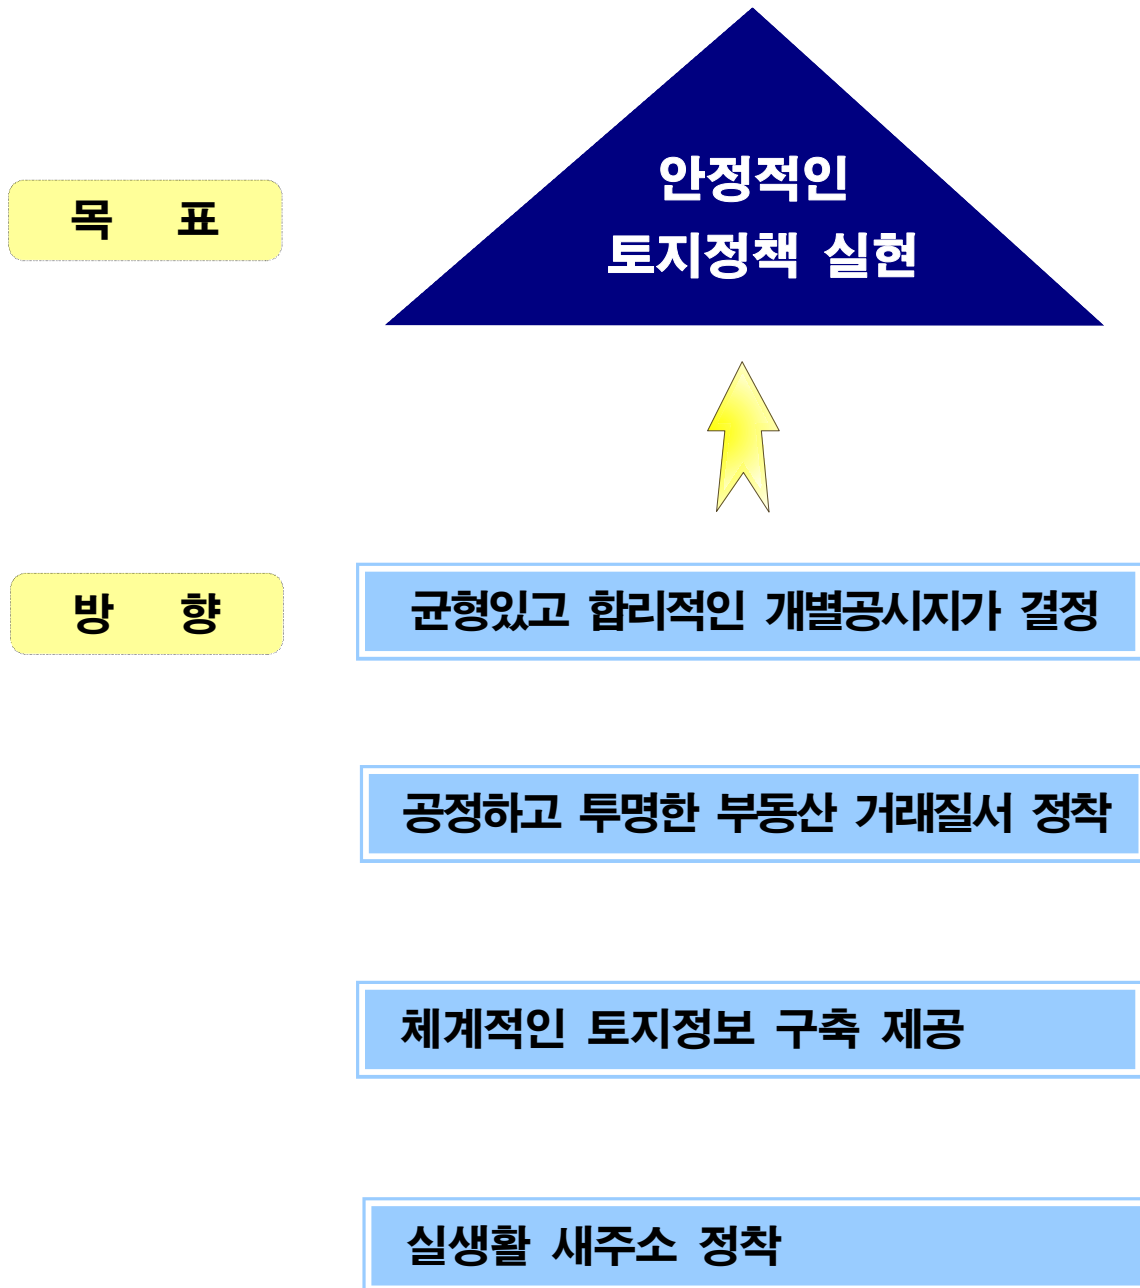 안정적인
토지정책 실현
목 표
방 향
균형있고 합리적인 개별공시지가 결정
공정하고 투명한 부동산 거래질서 정착
체계적인 토지정보 구축 제공
실생활 새주소 정착